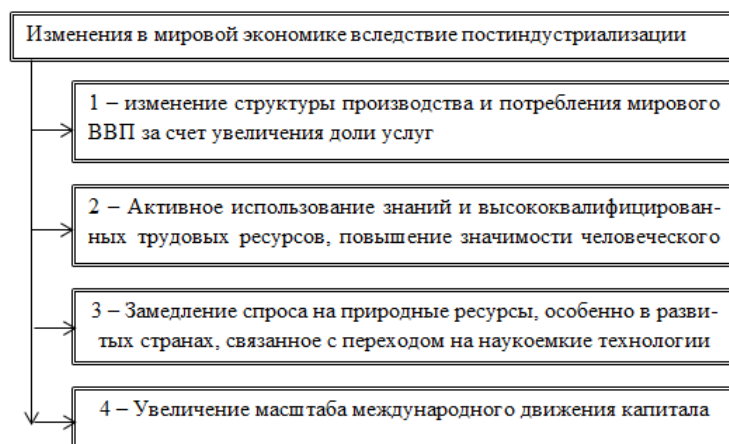 Изменения в мировой экономике вследствие постиндустриализации
1 – изменение структуры производства и потребления мирового
ВВП за счет увеличения доли услуг
2 – Активное использование знаний и высококвалифицирован-
ных трудовых ресурсов, повышение значимости человеческого
3 – Замедление спроса на природные ресурсы, особенно в разви-
тых странах, связанное с переходом на наукоемкие технологии
4 – Увеличение масштаба международного движения капитала